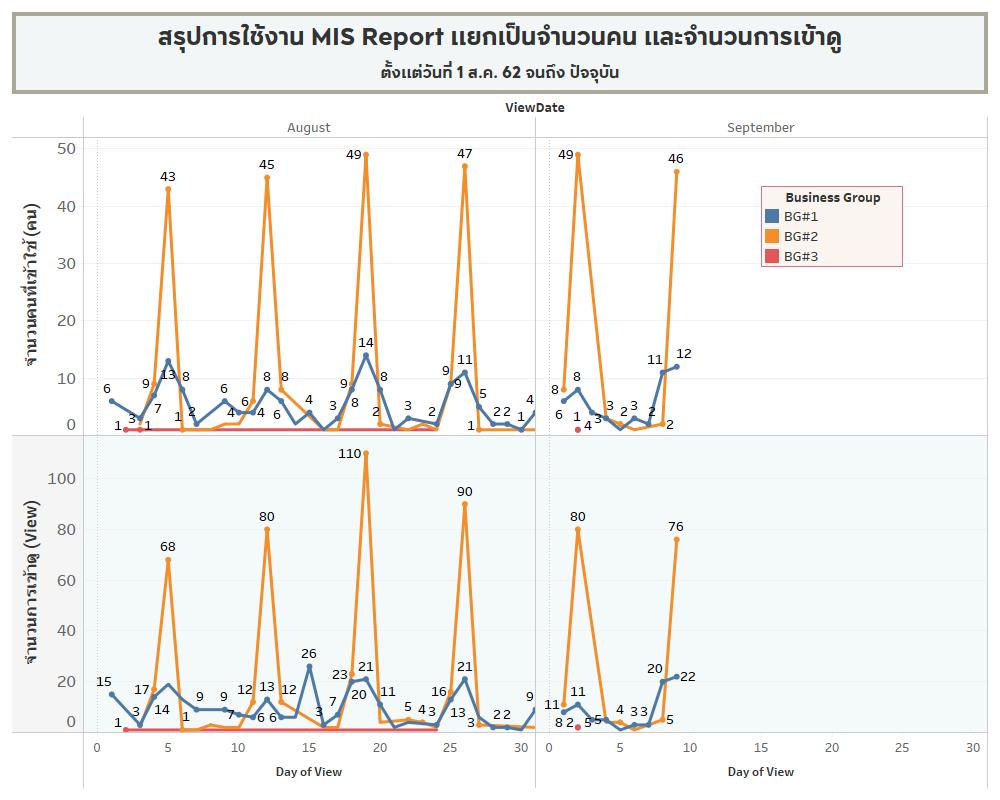 สรุปการใช้งาน MIS Report แยกเป็นจำนวนคน และจำนวนการเข้าดู
ตั้งแต่วันที่ 1 ส.ค. 62 จนถึง ปัจจุบัน
ViewDate
August September
จำนวนคนที่เข้าใช้ (คน)
50
40
30
20
10
0
6 1 3 1 9 7 43 13 8 1 2 6 4 6 4 45 8 6 8 4 3 9 8 49 14 8 2 3 2 9 9 47 11 1 5 2 2 1 4
8 6 49 8 1 4 3 3 2 3 2 11 2 46 12
Business Group
BG#1
BG#2
BG#3
จำนวนการเข้าดู (View)
100
80
60
40
20
0
15 1 3 17 14 68 1 9 9 7 12 6 80 13 6 12 26 3 7 23 20 110 21 11 5 4 3 16 13 90 21 3 2 2 9
11 8 80 11 2 5 5 4 3 3 20 5 76 22
0 5 10 15 20 25 30 0 5 10 15 20 25 30
Day of View Day of View